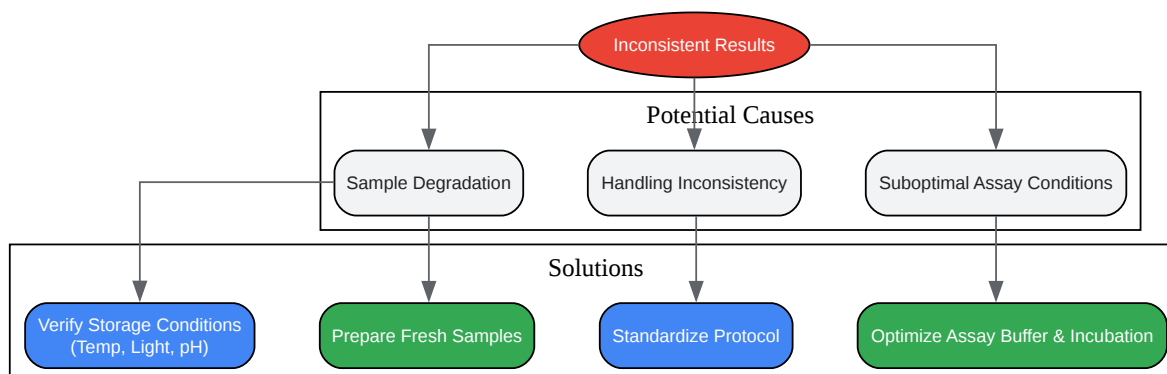 Inconsistent Results
Potential Causes
Sample Degradation
Handling Inconsistency
Suboptimal Assay Conditions
Solutions
Verify Storage Conditions
(Temp, Light, pH)
Prepare Fresh Samples
Standardize Protocol
Optimize Assay Buffer & Incubation